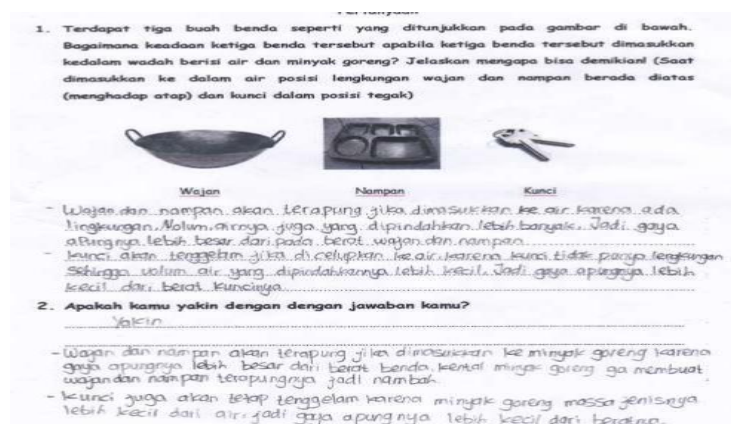 Pertanyaan
1. Terdapat tiga buah benda seperti yang ditunjukkan pada gambar di bawah.
Bagaimana keadaan ketiga benda tersebut apabila ketiga benda tersebut dimasukkan
kedalam wadah berisi air dan minyak goreng? Jelaskan mengapa bisa demikian! (Saat
dimasukkan ke dalam air posisi lengkungan wajan dan nampan berada diatas
(menghadap atap) dan kunci dalam posisi tegak)
Wajan Nampan Kunci
- Wajan dan nampan akan terapung jika dimasukkan ke air karena ada
lingkungan. Volum airnya juga yang dipindahkan lebih banyak. Jadi gaya
apungnya lebih besar dari pada berat wajan dan nampan
- kunci akan tenggelam jika di celupkan ke air, karena kunci tidak punya lengkungan
sehingga volum air yang dipindahkannya lebih kecil. Jadi gaya apungnya lebih
kecil dari berat kuncinya.
2. Apakah kamu yakin dengan dengan jawaban kamu?
Yakin
- Wajan dan nampan akan terapung jika dimasukkan ke minyak goreng karena
gaya apungnya lebih besar dari berat benda, kental minyak goreng ga membuat
wajan dan nampan terapungnya jadi nambah.
- kunci juga akan tetap tenggelam karena minyak goreng massa jenisnya
lebih kecil dari air, jadi gaya apungnya lebih kecil dari beratnya